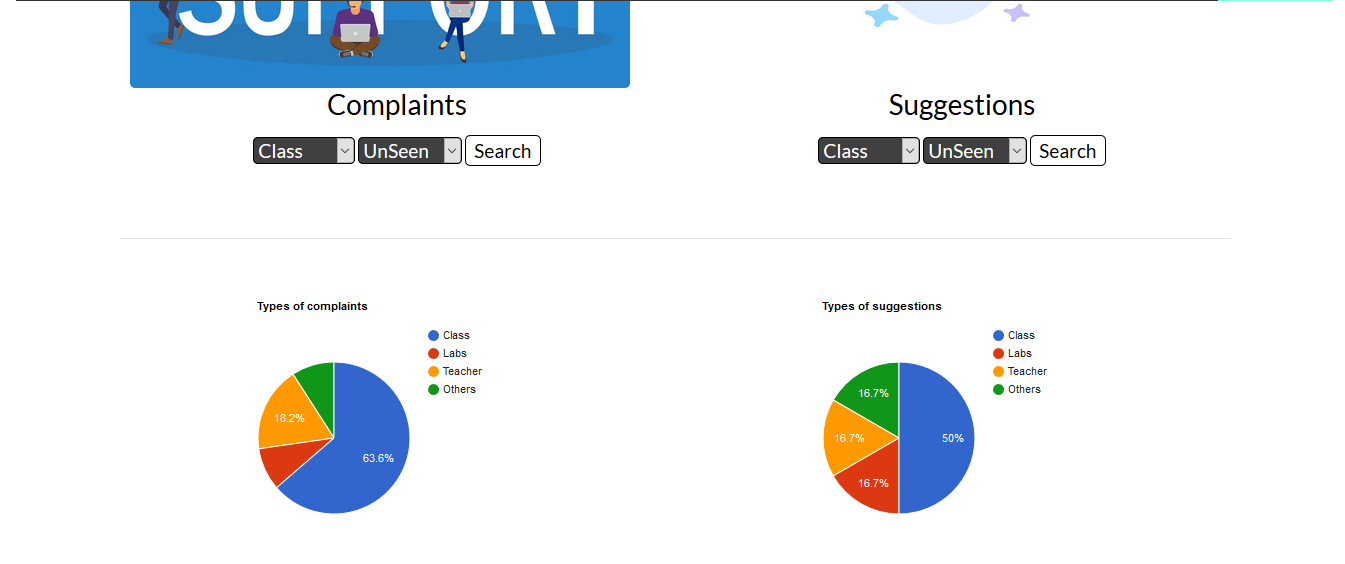 SUPPORT
Complaints
Class UnSeen Search
Suggestions
Class UnSeen Search
Types of complaints
Class
Labs
Teacher
Others
18.2%
63.6%
Types of suggestions
Class
Labs
Teacher
Others
16.7%
16.7%
50%
16.7%